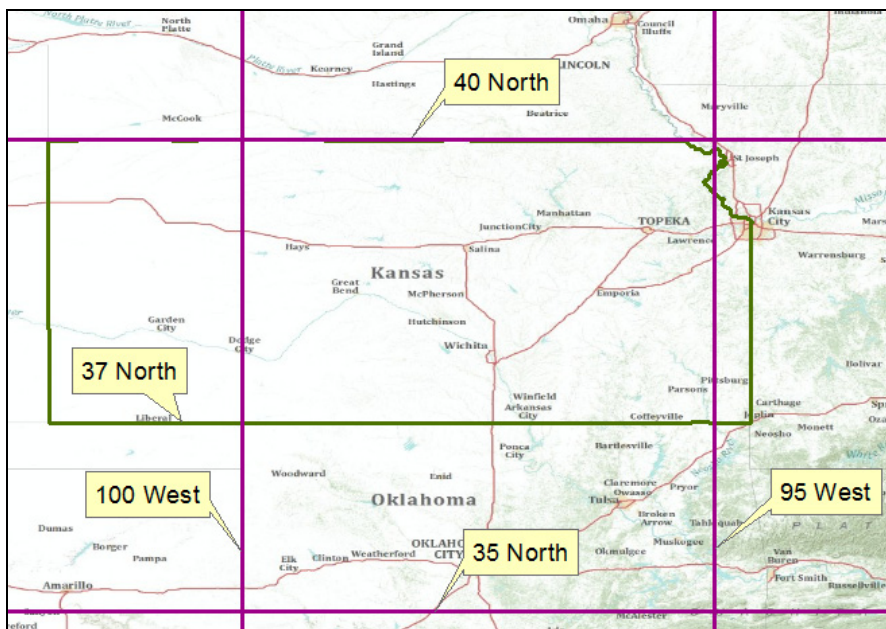 North Platte River
North
Platte
Omaha
Council
Bluffs
Platte River
Grand
Island
Kearney
LINCOLN
Hastings
40 North
McCook
Beatrice
Maryville
St Joseph
Manhattan
JunctionCity
TOPEKA
Kansas
City
Hays
Salina
Lawrence
Warrensburg
Kansas
Great
Bend
McPherson
Emporia
Garden
City
Hutchinson
Dodge
City
Wichita
37 North
Pittsburg
Parsons
Bolivar
Winfield
Arkansas
City
Liberal
Coffeyville
Carthage
Joplin
Neosho
Monett
Ponca
City
Bartlesville
Woodward
Enid
100 West
95 West
Oklahoma
Claremore
Owasso
Pryor
Tulsa
Broken
Arrow
Tahlequah
PLAT
Dumas
Borger
Pampa
Elk
City
Clinton
Weatherford
OKLAHO
CITY
35 North
Okmulgee
Muskogee
Van
Buren
Fort Smith
Russellville
Amarillo
McAlester